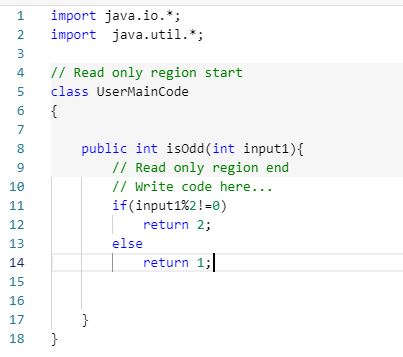 1 import java.io.*;
2 import  java.util.*;
3
4 // Read only region start
5 class UserMainCode
6 {
7
8     public int isOdd(int input1){
9         // Read only region end
10         // Write code here...
11         if(input1%2!=0)
12             return 2;
13         else
14             return 1;
15
16
17     }
18 }